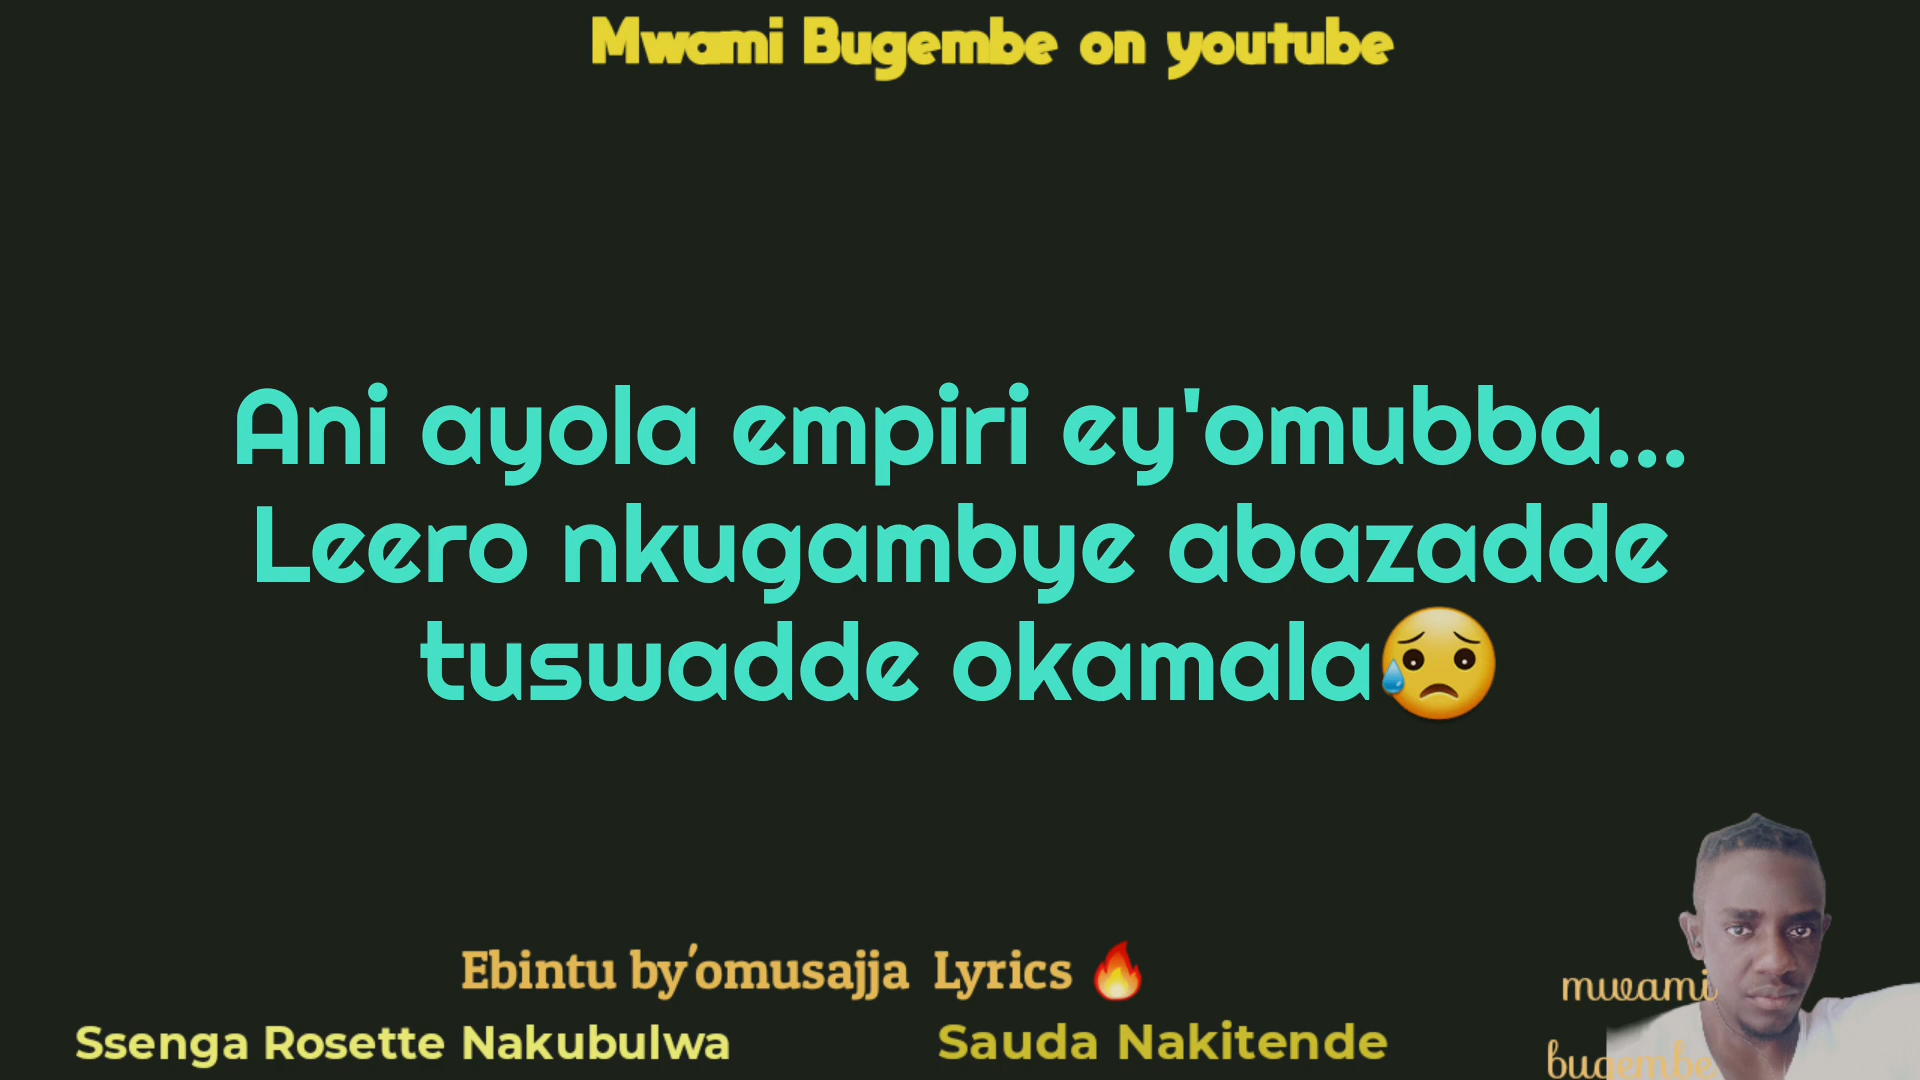 Mwami Bugembe on youtube
Ani ayola empiri ey'omubba...
Leero nkugambye abazadde
tuswadde okamala😥
Ebintu by'omusajja Lyrics 🔥
Ssenga Rosette Nakubulwa
Sauda Nakitende
mwami
bugembe